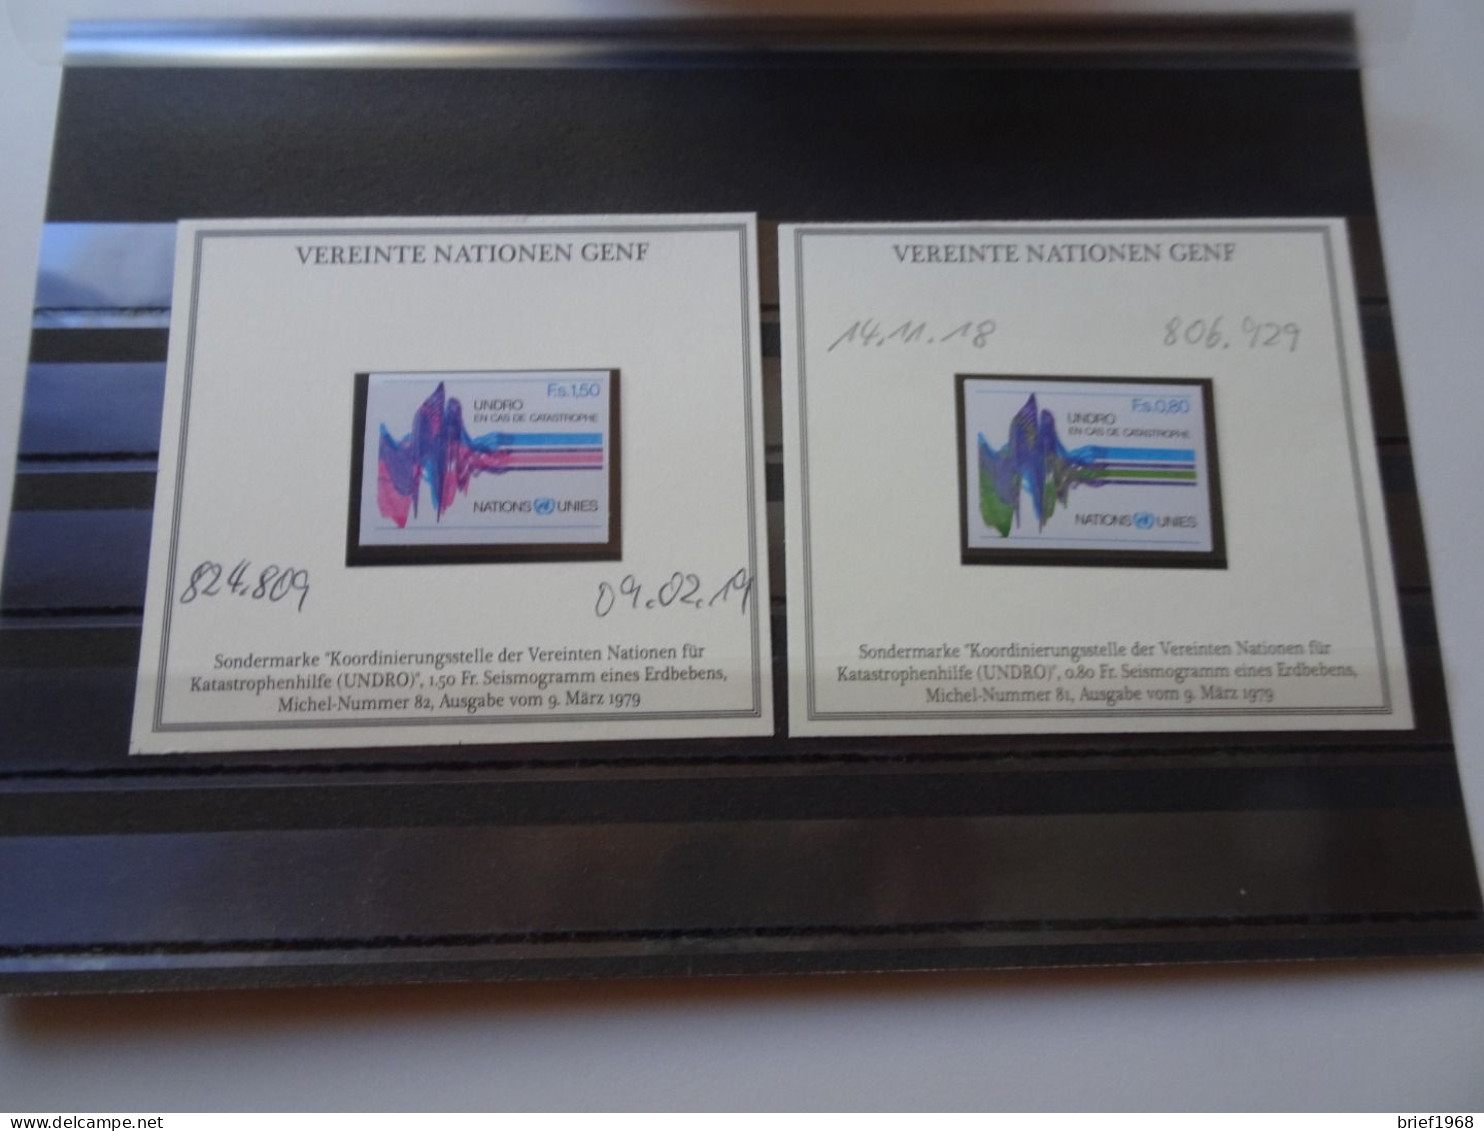 VEREINTE NATIONEN GENF
F.s.1,50
UNDRO
EN CAS DE CATASTROPHE
NATIONS UNIES
824.809
09.02.19
Sondermarke "Koordinierungsstelle der Vereinten Nationen für
Katastrophenhilfe (UNDRO)", 1.50 Fr. Seismogramm eines Erdbebens,
Michel-Nummer 82, Ausgabe vom 9. März 1979
VEREINTE NATIONEN GENF
14.11.18
806.929
F.s.0,80
UNDRO
EN CAS DE CATASTROPHE
NATIONS UNIES
Sondermarke "Koordinierungsstelle der Vereinten Nationen für
Katastrophenhilfe (UNDRO)", 0.80 Fr. Seismogramm eines Erdbebens,
Michel-Nummer 81, Ausgabe vom 9. März 1979
www.delcampe.net
brief1968